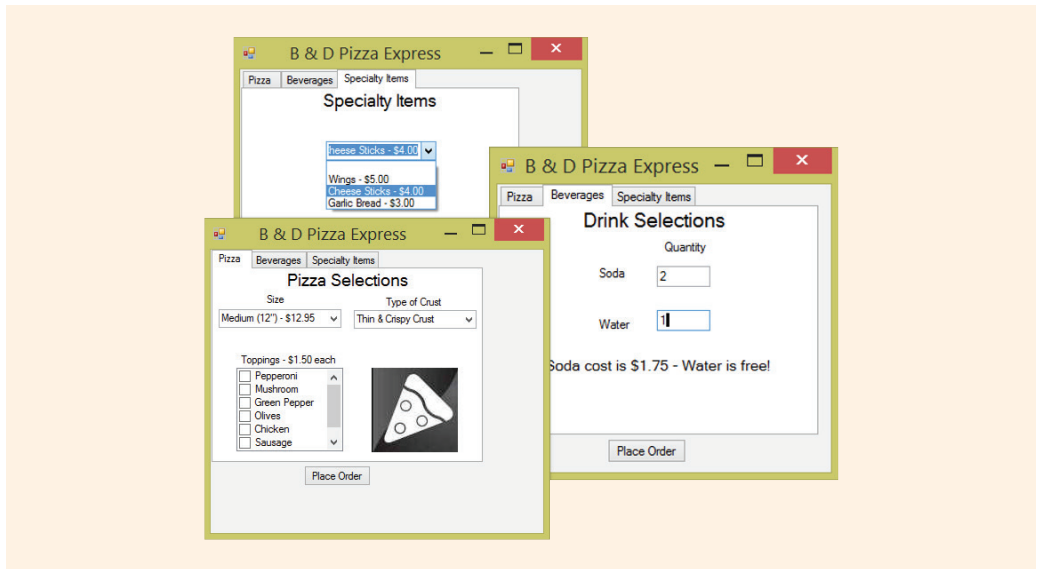 B & D Pizza Express
Pizza Beverages Specialty Items
Specialty Items
heese Sticks - $4.00
Wings - $5.00
Cheese Sticks - $4.00
Garlic Bread - $3.00
B & D Pizza Express
Pizza Beverages Specialty Items
Drink Selections
Quantity
Soda 2
Water 1
Soda cost is $1.75 - Water is free!
Place Order
B & D Pizza Express
Pizza Beverages Specialty Items
Pizza Selections
Size Type of Crust
Medium (12") - $12.95 Thin & Crispy Crust
Toppings - $1.50 each
Pepperoni
Mushroom
Green Pepper
Olives
Chicken
Sausage
Place Order